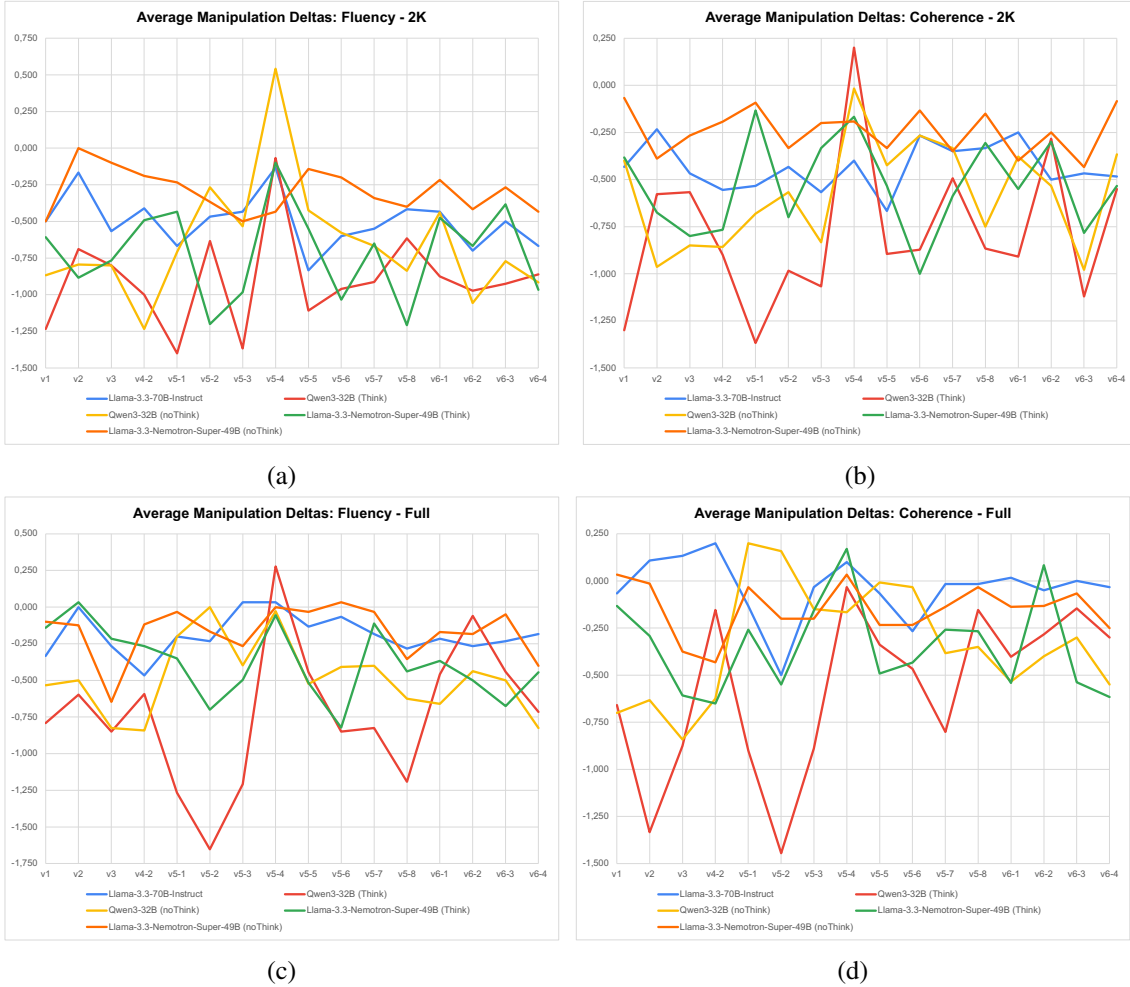 Average Manipulation Deltas: Fluency - 2K
0,750
0,500
0,250
0,000
-0,250
-0,500
-0,750
-1,000
-1,250
-1,500
v1 v2 v3 v4-2 v5-1 v5-2 v5-3 v5-4 v5-5 v5-6 v5-7 v5-8 v6-1 v6-2 v6-3 v6-4
Llama-3.3-70B-Instruct Qwen3-32B (Think)
Qwen3-32B (noThink) Llama-3.3-Nemotron-Super-49B (Think)
Llama-3.3-Nemotron-Super-49B (noThink)
(a)
Average Manipulation Deltas: Coherence - 2K
0,250
0,000
-0,250
-0,500
-0,750
-1,000
-1,250
-1,500
v1 v2 v3 v4-2 v5-1 v5-2 v5-3 v5-4 v5-5 v5-6 v5-7 v5-8 v6-1 v6-2 v6-3 v6-4
Llama-3.3-70B-Instruct Qwen3-32B (Think)
Qwen3-32B (noThink) Llama-3.3-Nemotron-Super-49B (Think)
Llama-3.3-Nemotron-Super-49B (noThink)
(b)
Average Manipulation Deltas: Fluency - Full
0,500
0,250
0,000
-0,250
-0,500
-0,750
-1,000
-1,250
-1,500
-1,750
v1 v2 v3 v4-2 v5-1 v5-2 v5-3 v5-4 v5-5 v5-6 v5-7 v5-8 v6-1 v6-2 v6-3 v6-4
Llama-3.3-70B-Instruct Qwen3-32B (Think)
Qwen3-32B (noThink) Llama-3.3-Nemotron-Super-49B (Think)
Llama-3.3-Nemotron-Super-49B (noThink)
(c)
Average Manipulation Deltas: Coherence - Full
0,250
0,000
-0,250
-0,500
-0,750
-1,000
-1,250
-1,500
v1 v2 v3 v4-2 v5-1 v5-2 v5-3 v5-4 v5-5 v5-6 v5-7 v5-8 v6-1 v6-2 v6-3 v6-4
Llama-3.3-70B-Instruct Qwen3-32B (Think)
Qwen3-32B (noThink) Llama-3.3-Nemotron-Super-49B (Think)
Llama-3.3-Nemotron-Super-49B (noThink)
(d)